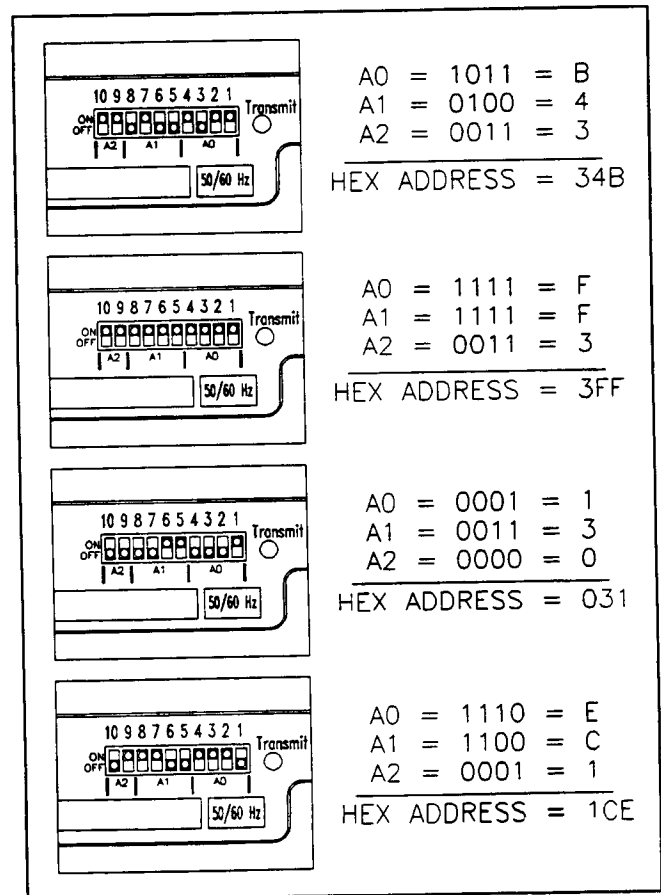 10 9 8 7 6 5 4 3 2 1
ON
OFF
Transmit
A2 A1 A0
50/60 Hz
A0 = 1011 = B
A1 = 0100 = 4
A2 = 0011 = 3
HEX ADDRESS = 34B
10 9 8 7 6 5 4 3 2 1
ON
OFF
Transmit
A2 A1 A0
50/60 Hz
A0 = 1111 = F
A1 = 1111 = F
A2 = 0011 = 3
HEX ADDRESS = 3FF
10 9 8 7 6 5 4 3 2 1
ON
OFF
Transmit
A2 A1 A0
50/60 Hz
A0 = 0001 = 1
A1 = 0011 = 3
A2 = 0000 = 0
HEX ADDRESS = 031
10 9 8 7 6 5 4 3 2 1
ON
OFF
Transmit
A2 A1 A0
50/60 Hz
A0 = 1110 = E
A1 = 1100 = C
A2 = 0001 = 1
HEX ADDRESS = 1CE